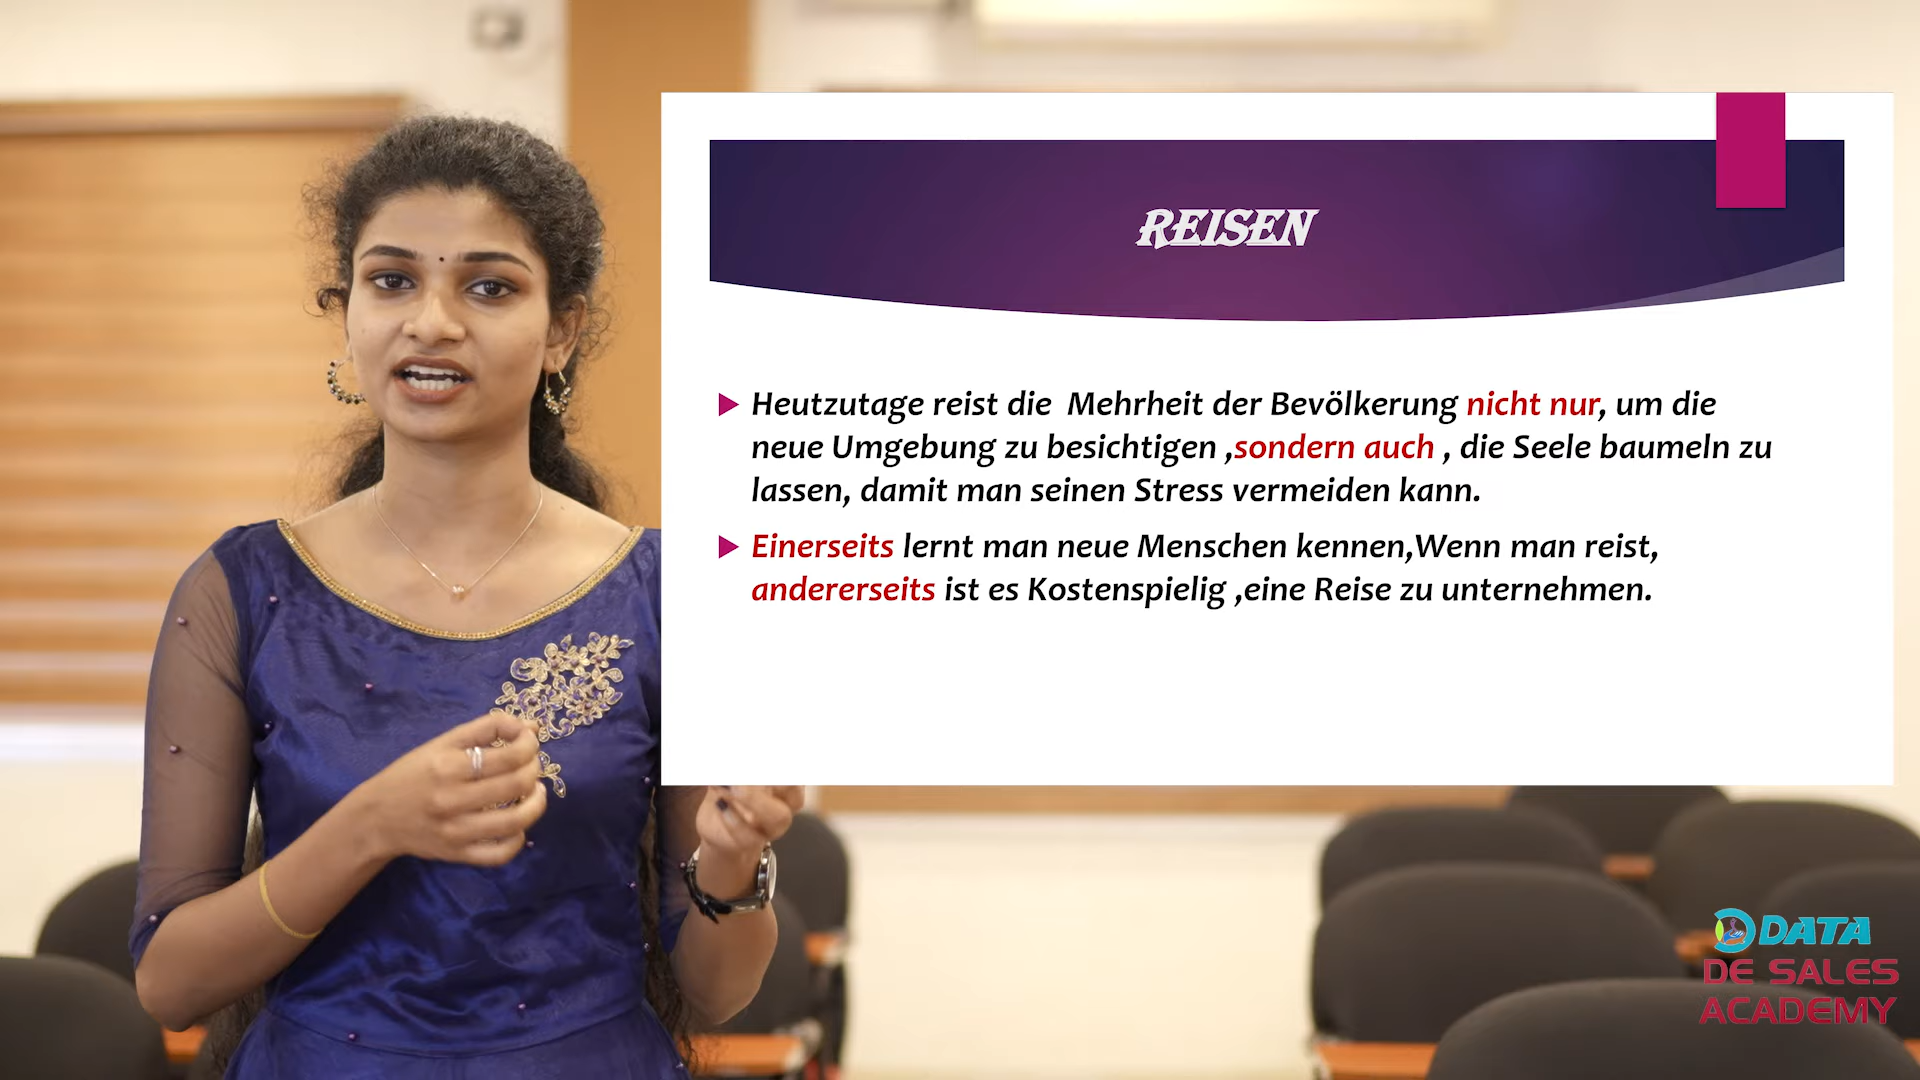 REISEN
Heutzutage reist die Mehrheit der Bevölkerung nicht nur, um die
neue Umgebung zu besichtigen ,sondern auch , die Seele baumeln zu
lassen, damit man seinen Stress vermeiden kann.
Einerseits lernt man neue Menschen kennen,Wenn man reist,
andererseits ist es Kostenspielig ,eine Reise zu unternehmen.
DATA
DE SALES
ACADEMY